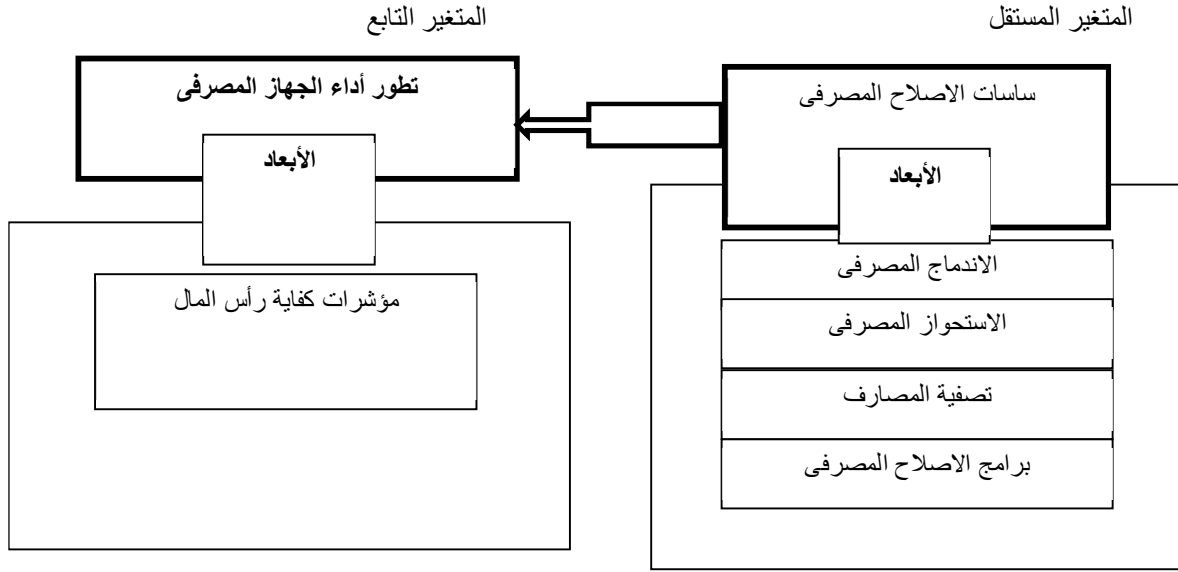 المتغير المستقل
المتغير التابع
ساسات الاصلاح المصرفى
تطور أداء الجهاز المصرفى
الأبعاد
الأبعاد
الاندماج المصرفى
الاستحواز المصرفى
تصفية المصارف
برامج الاصلاح المصرفى
مؤشرات كفاية رأس المال